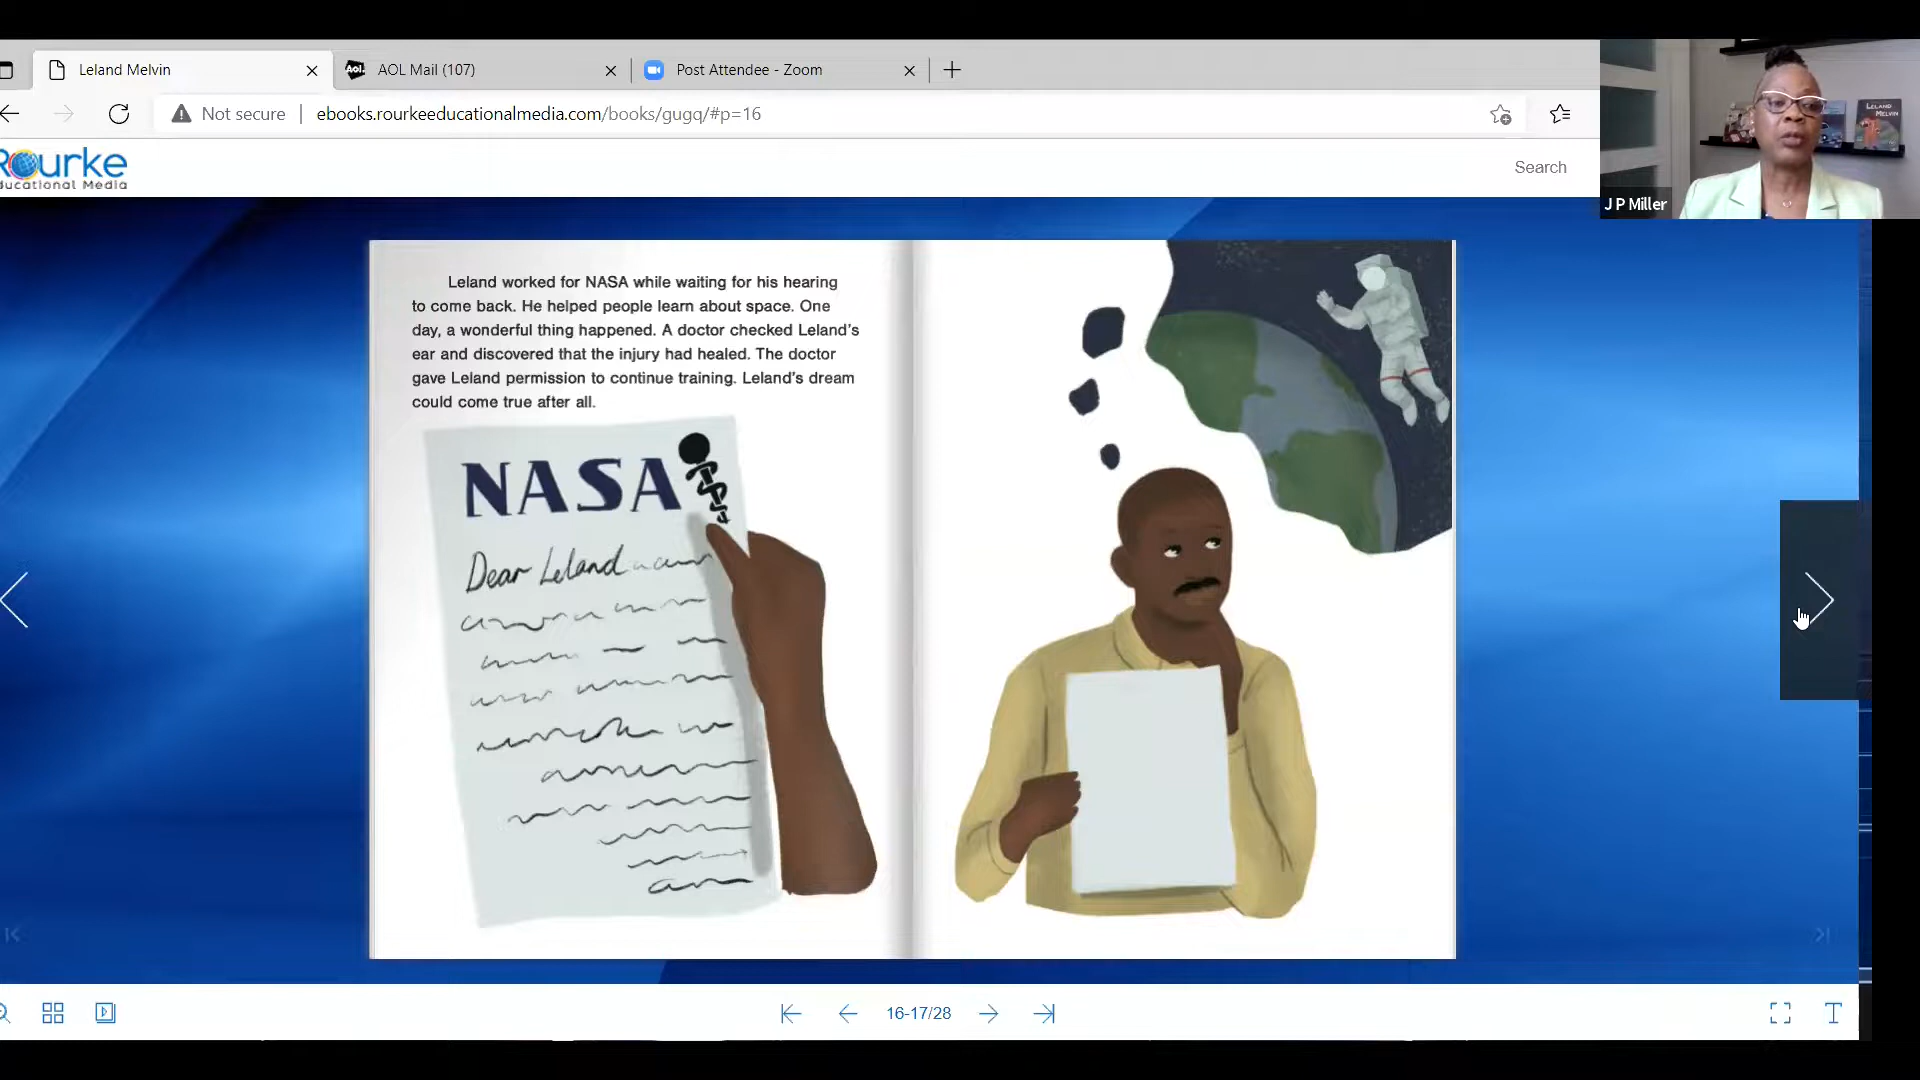 Leland Melvin
AOL Mail (107)
Post Attendee - Zoom
Not secure
ebooks.rourkeeducationalmedia.com/books/gugq/#p=16
Rourke
Search
J P Miller
LELAND
MELVIN
Leland worked for NASA while waiting for his hearing
to come back. He helped people learn about space. One
day, a wonderful thing happened. A doctor checked Leland's
ear and discovered that the injury had healed. The doctor
gave Leland permission to continue training. Leland's dream
could come true after all.
NASA
Dear Leland
16-17/28